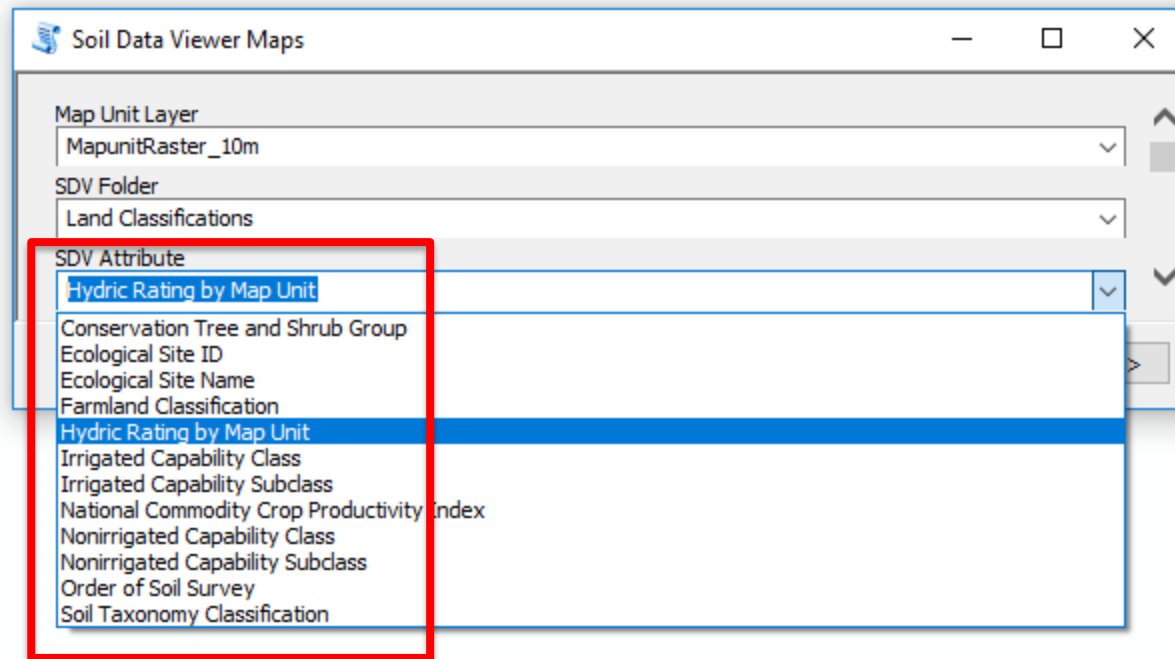 Soil Data Viewer Maps
Map Unit Layer
MapunitRaster_10m
SDV Folder
Land Classifications
SDV Attribute
Hydric Rating by Map Unit
Conservation Tree and Shrub Group
Ecological Site ID
Ecological Site Name
Farmland Classification
Hydric Rating by Map Unit
Irrigated Capability Class
Irrigated Capability Subclass
National Commodity Crop Productivity Index
Nonirrigated Capability Class
Nonirrigated Capability Subclass
Order of Soil Survey
Soil Taxonomy Classification
>